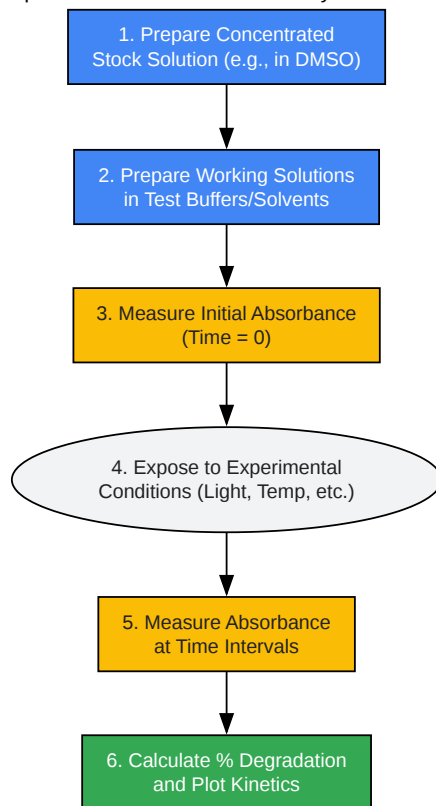 1. Prepare Concentrated
Stock Solution (e.g., in DMSO)
2. Prepare Working Solutions
in Test Buffers/Solvents
3. Measure Initial Absorbance
(Time = 0)
4. Expose to Experimental
Conditions (Light, Temp, etc.)
5. Measure Absorbance
at Time Intervals
6. Calculate % Degradation
and Plot Kinetics